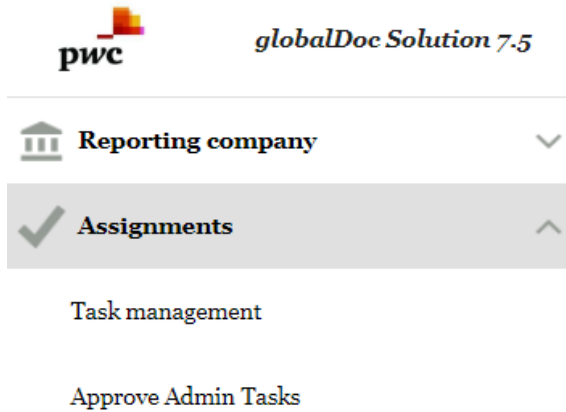 pwc
globalDoc Solution 7.5
Reporting company
Assignments
Task management
Approve Admin Tasks